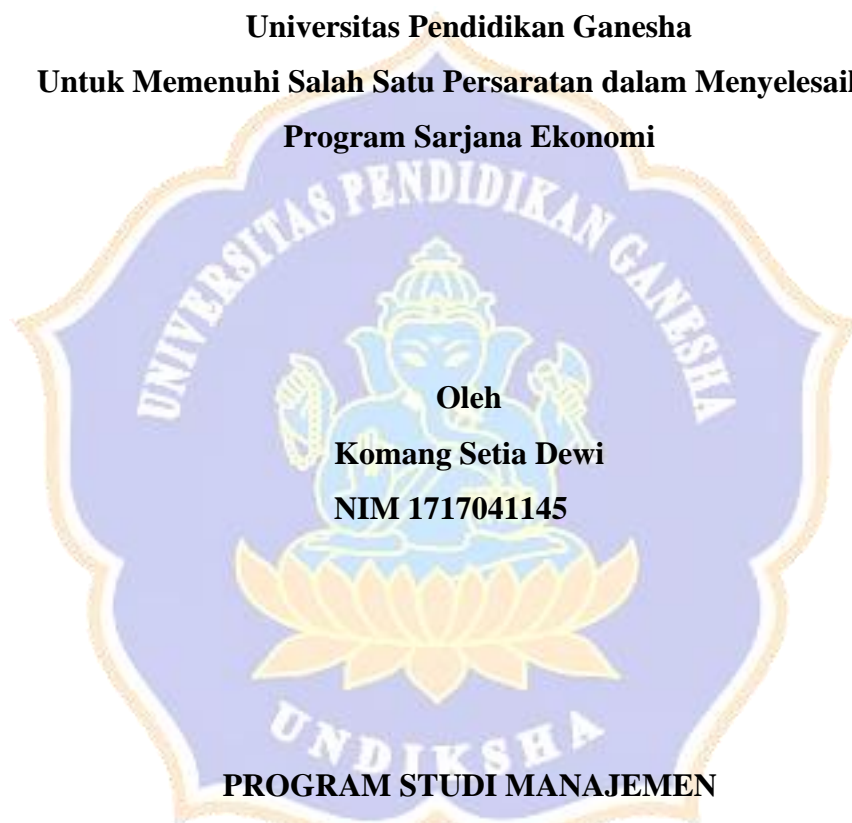 Universitas Pendidikan Ganesha
Untuk Memenuhi Salah Satu Persaratan dalam
Program Sarjana Ekonomi
UNIVERSITAS PENDIDIKAN GANESHA
Oleh
Komang Setia Dewi
NIM 1717041145
UNDIKSHA
PROGRAM STUDI MANAJEMEN